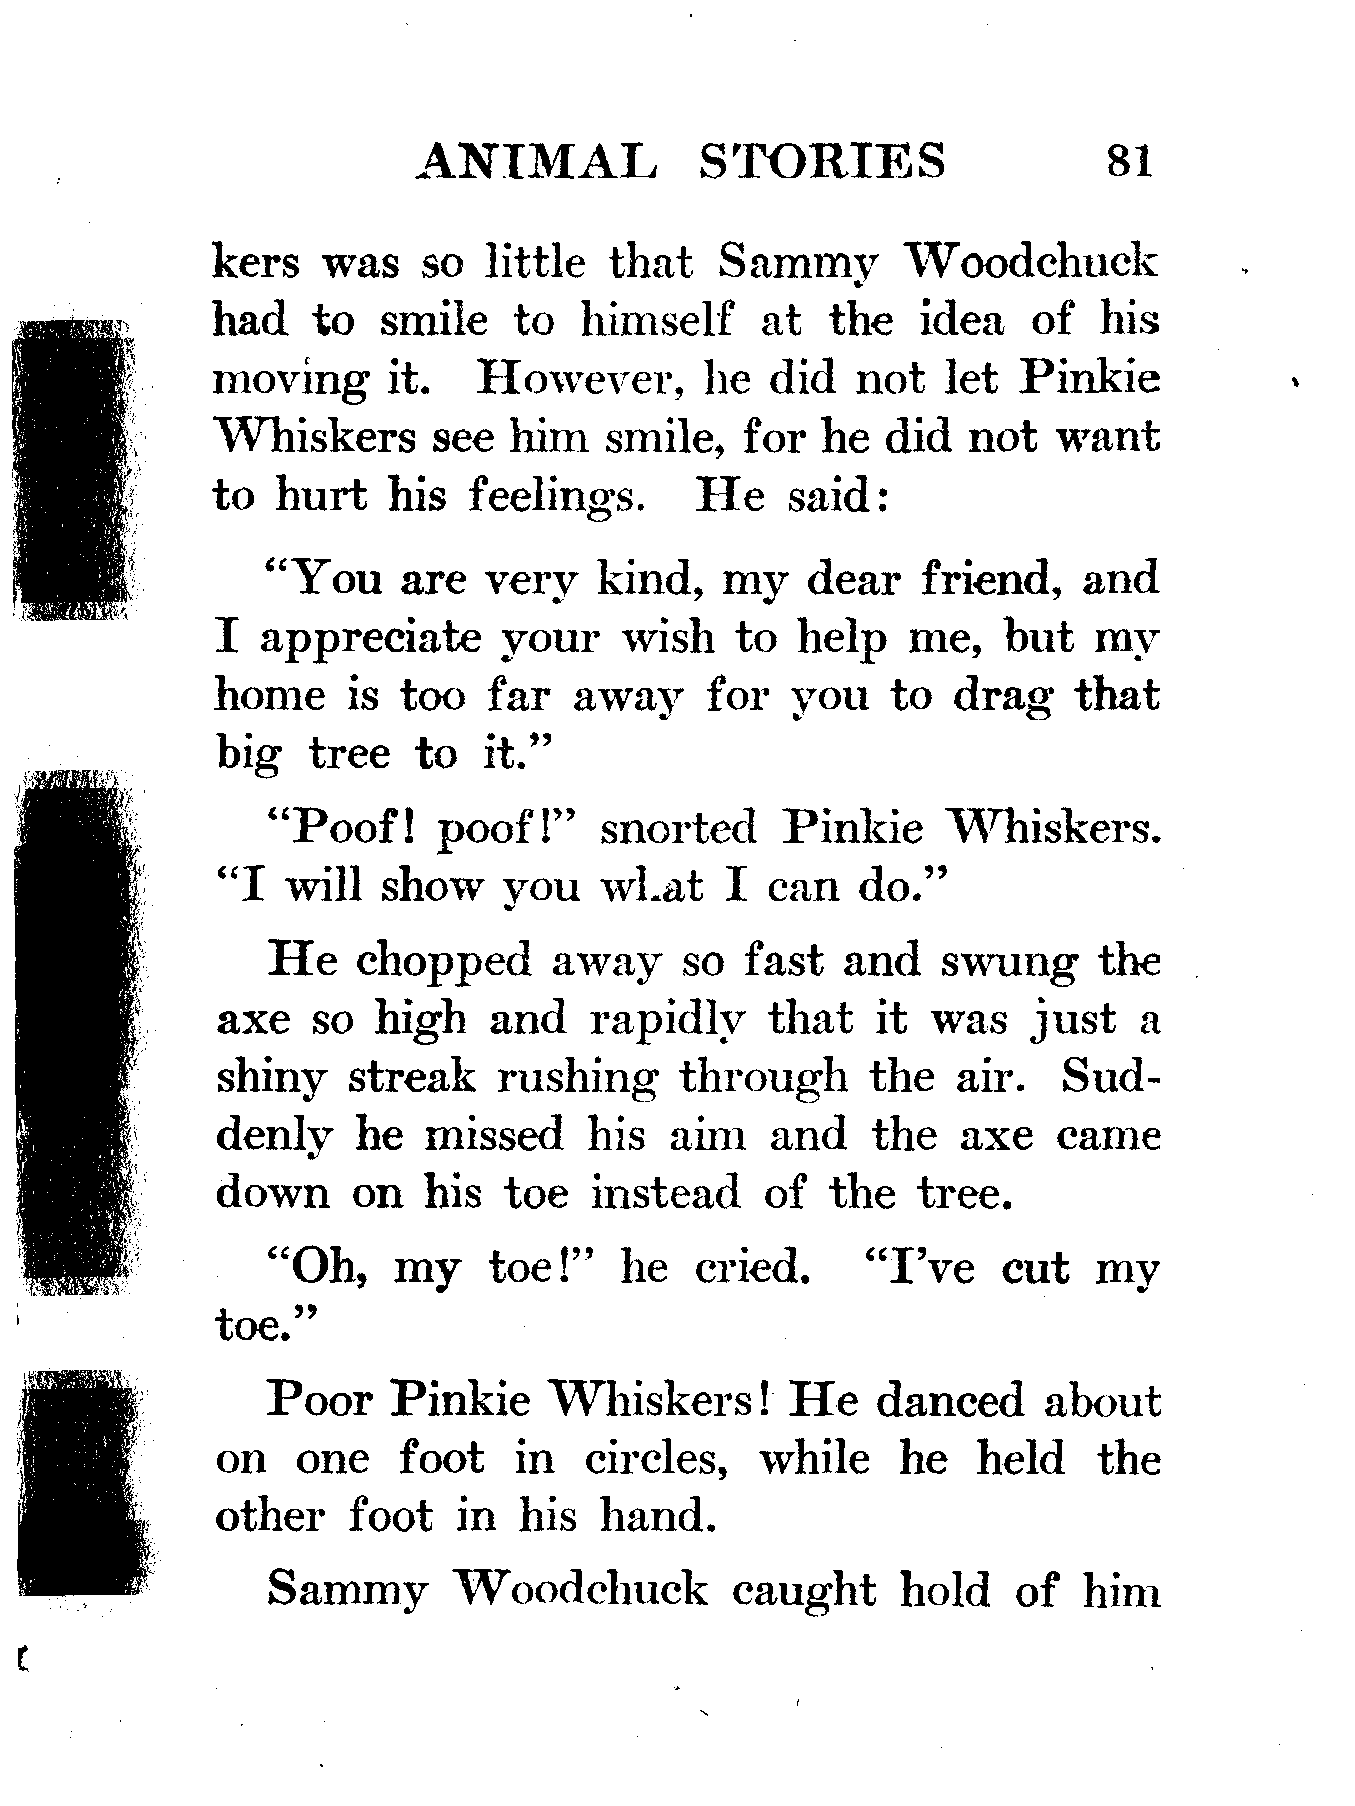 ANIMAL STORIES 81
kers was so little that Sammy Woodchuck
had to smile to himself at the idea of his
moving it. However, he did not let Pinkie
Whiskers see him smile, for he did not want
to hurt his feelings. He said:
"You are very kind, my dear friend, and
I appreciate your wish to help me, but my
home is too far away for you to drag that
big tree to it."
"Poof! poof!" snorted Pinkie Whiskers.
"I will show you what I can do."
He chopped away so fast and swung the
axe so high and rapidly that it was just a
shiny streak rushing through the air. Sud-
denly he missed his aim and the axe came
down on his toe instead of the tree.
"Oh, my toe!" he cried. "I've cut my
toe."
Poor Pinkie Whiskers! He danced about
on one foot in circles, while he held the
other foot in his hand.
Sammy Woodchuck caught hold of him